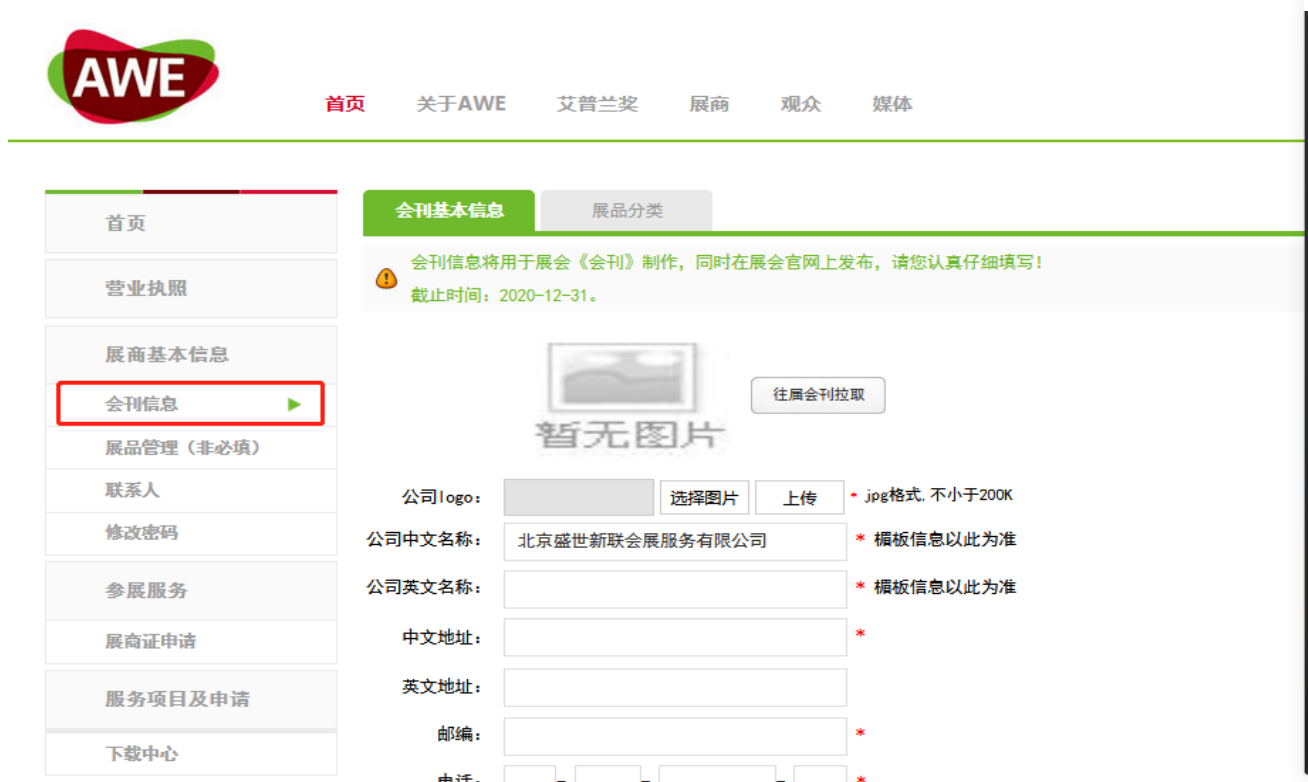 AWE
首页 关于AWE 艾普兰奖 展商 观众 媒体
首页
营业执照
展商基本信息
会刊信息
展品管理（非必填）
联系人
修改密码
参展服务
展商证申请
服务项目及申请
下载中心
会刊基本信息 展品分类
会刊信息将用于展会《会刊》制作，同时在展会官网上发布，请您认真仔细填写！
截止时间：2020-12-31。
暂无图片
往届会刊拉取
公司logo： 选择图片 上传 * jpg格式,不小于200K
公司中文名称： 北京盛世新联会展服务有限公司 * 楣板信息以此为准
公司英文名称： * 楣板信息以此为准
中文地址： *
英文地址：
邮编： *
电话： - - - *